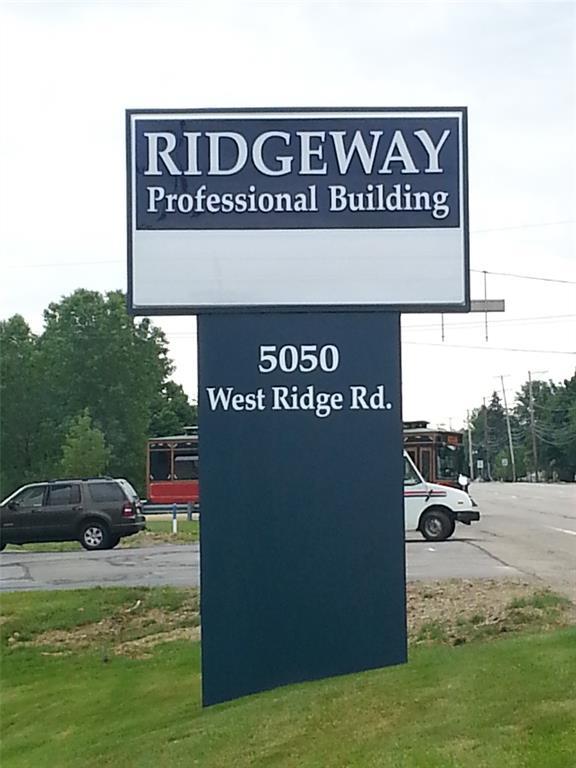 RIDGEWAY
Professional Building
5050
West Ridge Rd.